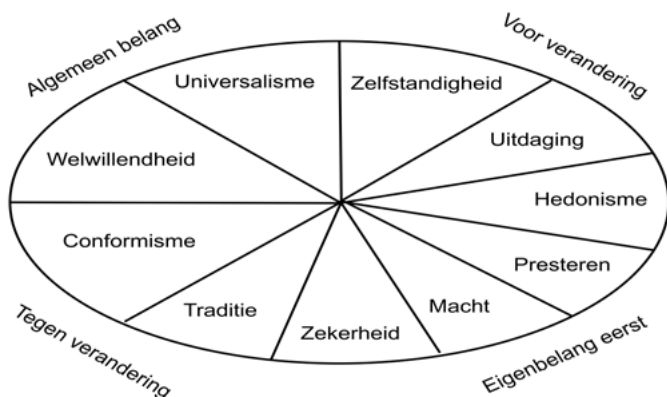 Algemeen belang
Voor verandering
Universalisme
Zelfstandigheid
Welwillendheid
Uitdaging
Hedonisme
Conformisme
Presteren
Traditie
Zekerheid
Macht
Tegen verandering
Eigenbelang eerst